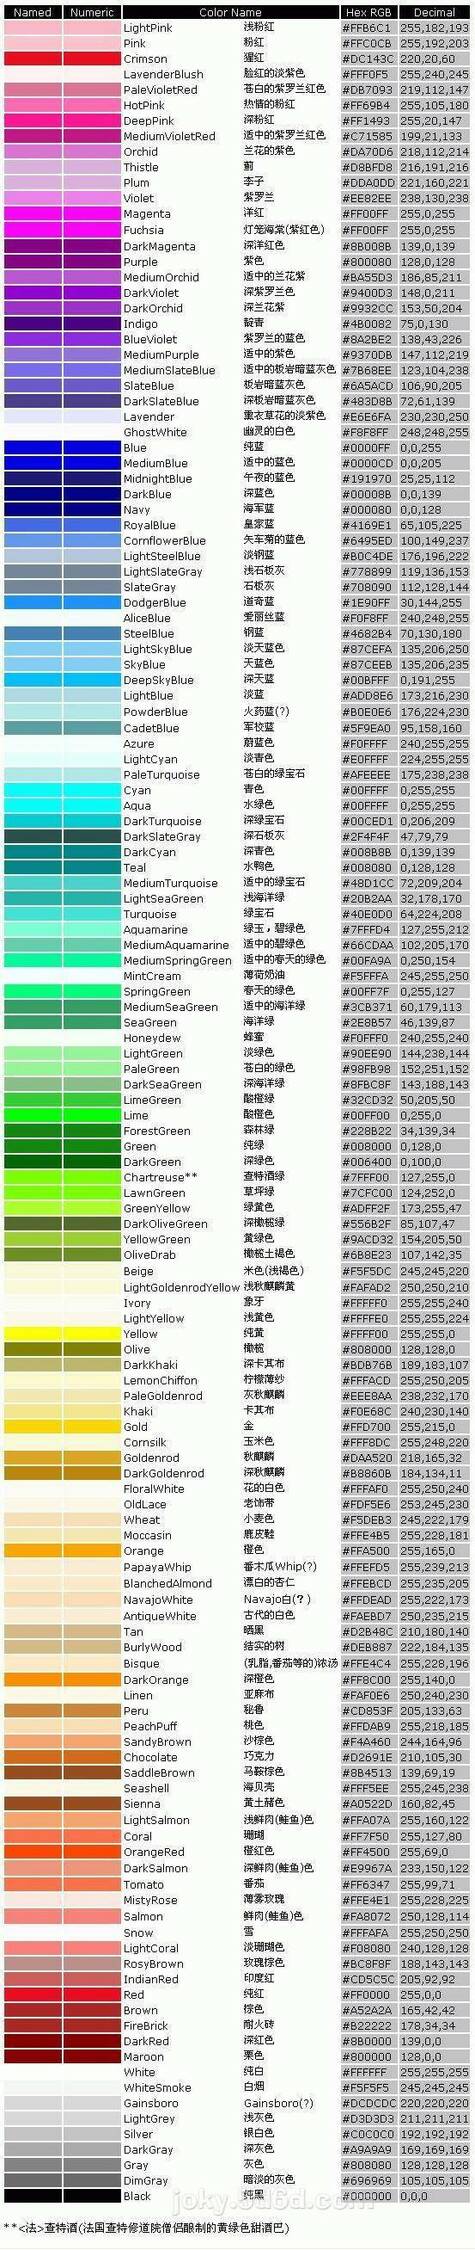 Named Numeric Color Name Hex RGB Decimal
LightPink 浅粉红 #FFB6C1 255,182,193
Pink 粉红 #FFC0CB 255,192,203
Crimson 猩红 #DC143C 220,20,60
LavenderBlush 脸红的淡紫色 #FFF0F5 255,240,245
PaleVioletRed 苍白的紫罗兰红色 #DB7093 219,112,147
HotPink 热情的粉红 #FF69B4 255,105,180
DeepPink 深粉红 #FF1493 255,20,147
MediumVioletRed 适中的紫罗兰红色 #C71585 199,21,133
Orchid 兰花的紫色 #DA70D6 218,112,214
Thistle 蓟 #D8BFD8 216,191,216
Plum 李子 #DDA0DD 221,160,221
Violet 紫罗兰 #EE82EE 238,130,238
Magenta 洋红 #FF00FF 255,0,255
Fuchsia 灯笼海棠(紫红色) #FF00FF 255,0,255
DarkMagenta 深洋红色 #8B008B 139,0,139
Purple 紫色 #800080 128,0,128
MediumOrchid 适中的兰花紫 #BA55D3 186,85,211
DarkViolet 深紫罗兰色 #9400D3 148,0,211
DarkOrchid 深兰花紫 #9932CC 153,50,204
Indigo 靛青 #4B0082 75,0,130
BlueViolet 紫罗兰的蓝色 #8A2BE2 138,43,226
MediumPurple 适中的紫色 #9370DB 147,112,219
MediumSlateBlue 适中的板岩暗蓝灰色 #7B68EE 123,104,238
SlateBlue 板岩暗蓝灰色 #6A5ACD 106,90,205
DarkSlateBlue 深板岩暗蓝灰色 #483D8B 72,61,139
Lavender 熏衣草花的淡紫色 #E6E6FA 230,230,250
GhostWhite 幽灵的白色 #F8F8FF 248,248,255
Blue 纯蓝 #0000FF 0,0,255
MediumBlue 适中的蓝色 #0000CD 0,0,205
MidnightBlue 午夜的蓝色 #191970 25,25,112
DarkBlue 深蓝色 #00008B 0,0,139
Navy 海军蓝 #000080 0,0,128
RoyalBlue 皇家蓝 #4169E1 65,105,225
CornflowerBlue 矢车菊的蓝色 #6495ED 100,149,237
LightSteelBlue 淡钢蓝 #B0C4DE 176,196,222
LightSlateGray 浅石板灰 #778899 119,136,153
SlateGray 石板灰 #708090 112,128,144
DodgerBlue 道奇蓝 #1E90FF 30,144,255
AliceBlue 爱丽丝蓝 #F0F8FF 240,248,255
SteelBlue 钢蓝 #4682B4 70,130,180
LightSkyBlue 淡天蓝色 #87CEFA 135,206,250
SkyBlue 天蓝色 #87CEEB 135,206,235
DeepSkyBlue 深天蓝 #00BFFF 0,191,255
LightBlue 淡蓝 #ADD8E6 173,216,230
PowderBlue 火药蓝(?) #B0E0E6 176,224,230
CadetBlue 军校蓝 #5F9EA0 95,158,160
Azure 蔚蓝色 #F0FFFF 240,255,255
LightCyan 淡青色 #E0FFFF 224,255,255
PaleTurquoise 苍白的绿宝石 #AFEEEE 175,238,238
Cyan 青色 #00FFFF 0,255,255
Aqua 水绿色 #00FFFF 0,255,255
DarkTurquoise 深绿宝石 #00CED1 0,206,209
DarkSlateGray 深石板灰 #2F4F4F 47,79,79
DarkCyan 深青色 #008B8B 0,139,139
Teal 水鸭色 #008080 0,128,128
MediumTurquoise 适中的绿宝石 #48D1CC 72,209,204
LightSeaGreen 浅海洋绿 #20B2AA 32,178,170
Turquoise 绿宝石 #40E0D0 64,224,208
Aquamarine 绿玉，碧绿色 #7FFFD4 127,255,212
MediumAquamarine 适中的碧绿色 #66CDAA 102,205,170
MediumSpringGreen 适中的春天的绿色 #00FA9A 0,250,154
MintCream 薄荷奶油 #F5FFFA 245,255,250
SpringGreen 春天的绿色 #00FF7F 0,255,127
MediumSeaGreen 适中的海洋绿 #3CB371 60,179,113
SeaGreen 海洋绿 #2E8B57 46,139,87
Honeydew 蜂蜜 #F0FFF0 240,255,240
LightGreen 淡绿色 #90EE90 144,238,144
PaleGreen 苍白的绿色 #98FB98 152,251,152
DarkSeaGreen 深海洋绿 #8FBC8F 143,188,143
LimeGreen 酸橙绿 #32CD32 50,205,50
Lime 酸橙色 #00FF00 0,255,0
ForestGreen 森林绿 #228B22 34,139,34
Green 纯绿 #008000 0,128,0
DarkGreen 深绿色 #006400 0,100,0
Chartreuse** 查特酒绿 #7FFF00 127,255,0
LawnGreen 草坪绿 #7CFC00 124,252,0
GreenYellow 绿黄色 #ADFF2F 173,255,47
DarkOliveGreen 深橄榄绿 #556B2F 85,107,47
YellowGreen 黄绿色 #9ACD32 154,205,50
OliveDrab 橄榄土褐色 #6B8E23 107,142,35
Beige 米色(浅褐色) #F5F5DC 245,245,220
LightGoldenrodYellow 浅秋麒麟黄 #FAFAD2 250,250,210
Ivory 象牙 #FFFFF0 255,255,240
LightYellow 浅黄色 #FFFFE0 255,255,224
Yellow 纯黄 #FFFF00 255,255,0
Olive 橄榄 #808000 128,128,0
DarkKhaki 深卡其布 #BDB76B 189,183,107
LemonChiffon 柠檬薄纱 #FFFACD 255,250,205
PaleGoldenrod 灰秋麒麟 #EEE8AA 238,232,170
Khaki 卡其布 #F0E68C 240,230,140
Gold 金 #FFD700 255,215,0
Cornsilk 玉米色 #FFF8DC 255,248,220
Goldenrod 秋麒麟 #DAA520 218,165,32
DarkGoldenrod 深秋麒麟 #B8860B 184,134,11
FloralWhite 花的白色 #FFFAF0 255,250,240
OldLace 老饰带 #FDF5E6 253,245,230
Wheat 小麦色 #F5DEB3 245,222,179
Moccasin 鹿皮鞋 #FFE4B5 255,228,181
Orange 橙色 #FFA500 255,165,0
PapayaWhip 番木瓜Whip(?) #FFEFD5 255,239,213
BlanchedAlmond 漂白的杏仁 #FFEBCD 255,235,205
NavajoWhite Navajo白(？) #FFDEAD 255,222,173
AntiqueWhite 古代的白色 #FAEBD7 250,235,215
Tan 晒黑 #D2B48C 210,180,140
BurlyWood 结实的树 #DEB887 222,184,135
Bisque (乳脂,番茄等的)浓汤 #FFE4C4 255,228,196
DarkOrange 深橙色 #FF8C00 255,140,0
Linen 亚麻布 #FAF0E6 250,240,230
Peru 秘鲁 #CD853F 205,133,63
PeachPuff 桃色 #FFDAB9 255,218,185
SandyBrown 沙棕色 #F4A460 244,164,96
Chocolate 巧克力 #D2691E 210,105,30
SaddleBrown 马鞍棕色 #8B4513 139,69,19
Seashell 海贝壳 #FFF5EE 255,245,238
Sienna 黄土赭色 #A0522D 160,82,45
LightSalmon 浅鲜肉(鲑鱼)色 #FFA07A 255,160,122
Coral 珊瑚 #FF7F50 255,127,80
OrangeRed 橙红色 #FF4500 255,69,0
DarkSalmon 深鲜肉(鲑鱼)色 #E9967A 233,150,122
Tomato 番茄 #FF6347 255,99,71
MistyRose 薄雾玫瑰 #FFE4E1 255,228,225
Salmon 鲜肉(鲑鱼)色 #FA8072 250,128,114
Snow 雪 #FFFAFA 255,250,250
LightCoral 淡珊瑚色 #F08080 240,128,128
RosyBrown 玫瑰棕色 #BC8F8F 188,143,143
IndianRed 印度红 #CD5C5C 205,92,92
Red 纯红 #FF0000 255,0,0
Brown 棕色 #A52A2A 165,42,42
FireBrick 耐火砖 #B22222 178,34,34
DarkRed 深红色 #8B0000 139,0,0
Maroon 栗色 #800000 128,0,0
White 纯白 #FFFFFF 255,255,255
WhiteSmoke 白烟 #F5F5F5 245,245,245
Gainsboro Gainsboro(?) #DCDCDC 220,220,220
LightGrey 浅灰色 #D3D3D3 211,211,211
Silver 银白色 #C0C0C0 192,192,192
DarkGray 深灰色 #A9A9A9 169,169,169
Gray 灰色 #808080 128,128,128
DimGray 暗淡的灰色 #696969 105,105,105
Black 纯黑 #000000 0,0,0
**<法>查特酒(法国查特修道院僧侣酿制的黄绿色甜酒巴)